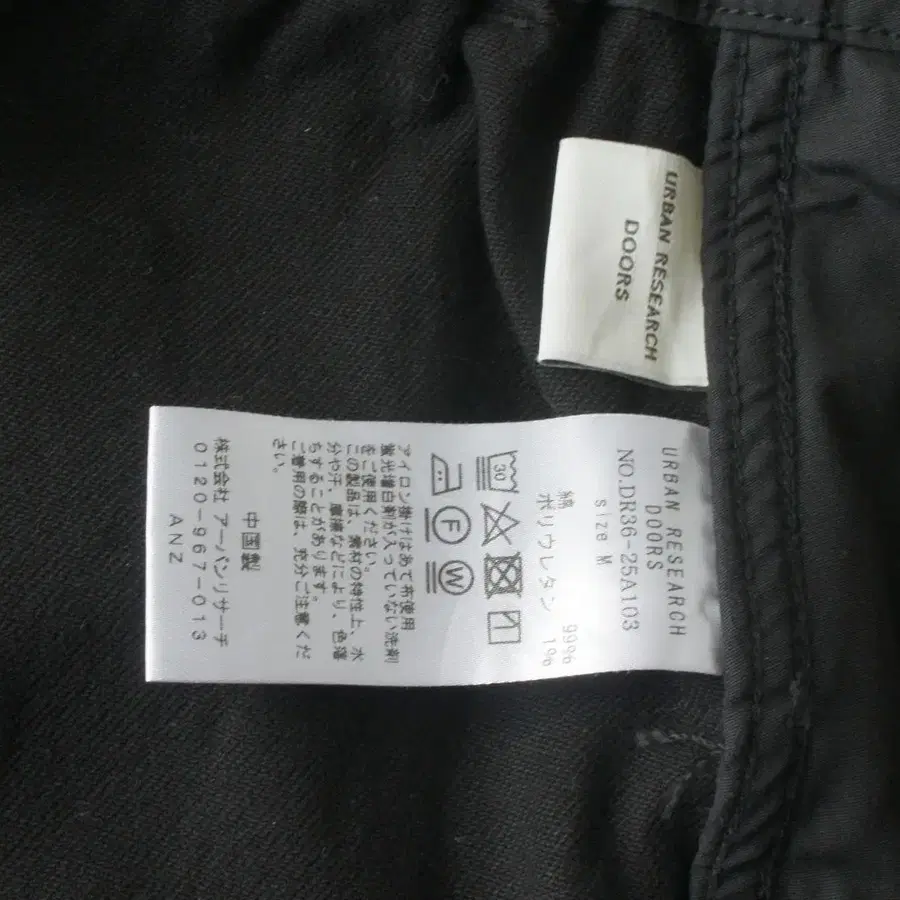 URBAN RESEARCH
DOORS
URBAN RESEARCH
DOORS
NO.DR36-25A103
size M
綿 99%
ポリウレタン 1%
30
F
W
アイロン掛けはあて布使用
蛍光増白剤が入っていない洗剤
をご使用ください。
この製品は、素材の特性上、水
分や汗、摩擦などにより、色落
ちすることがあります。
ご着用の際は、充分ご注意くだ
さい。
中国製
株式会社 アーバンリサーチ
0120-967-013
ANZ